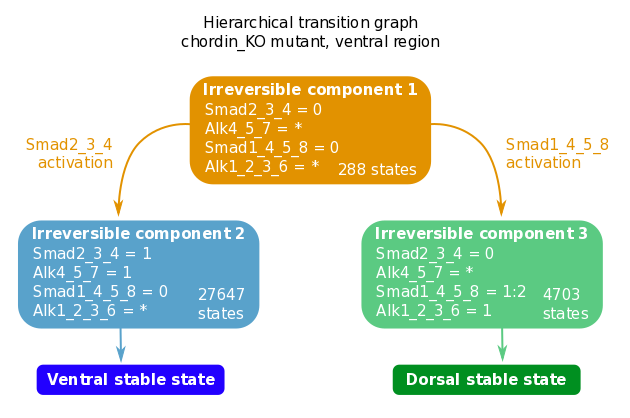 Hierarchical transition graph
chordin_KO mutant, ventral region
Irreversible component 1
Smad2_3_4 = 0
Alk4_5_7 = *
Smad1_4_5_8 = 0
Alk1_2_3_6 = *
288 states
Smad2_3_4
activation
Smad1_4_5_8
activation
Irreversible component 2
Smad2_3_4 = 1
Alk4_5_7 = 1
Smad1_4_5_8 = 0
Alk1_2_3_6 = *
27647
states
Irreversible component 3
Smad2_3_4 = 0
Alk4_5_7 = *
Smad1_4_5_8 = 1:2
Alk1_2_3_6 = 1
4703
states
Ventral stable state
Dorsal stable state